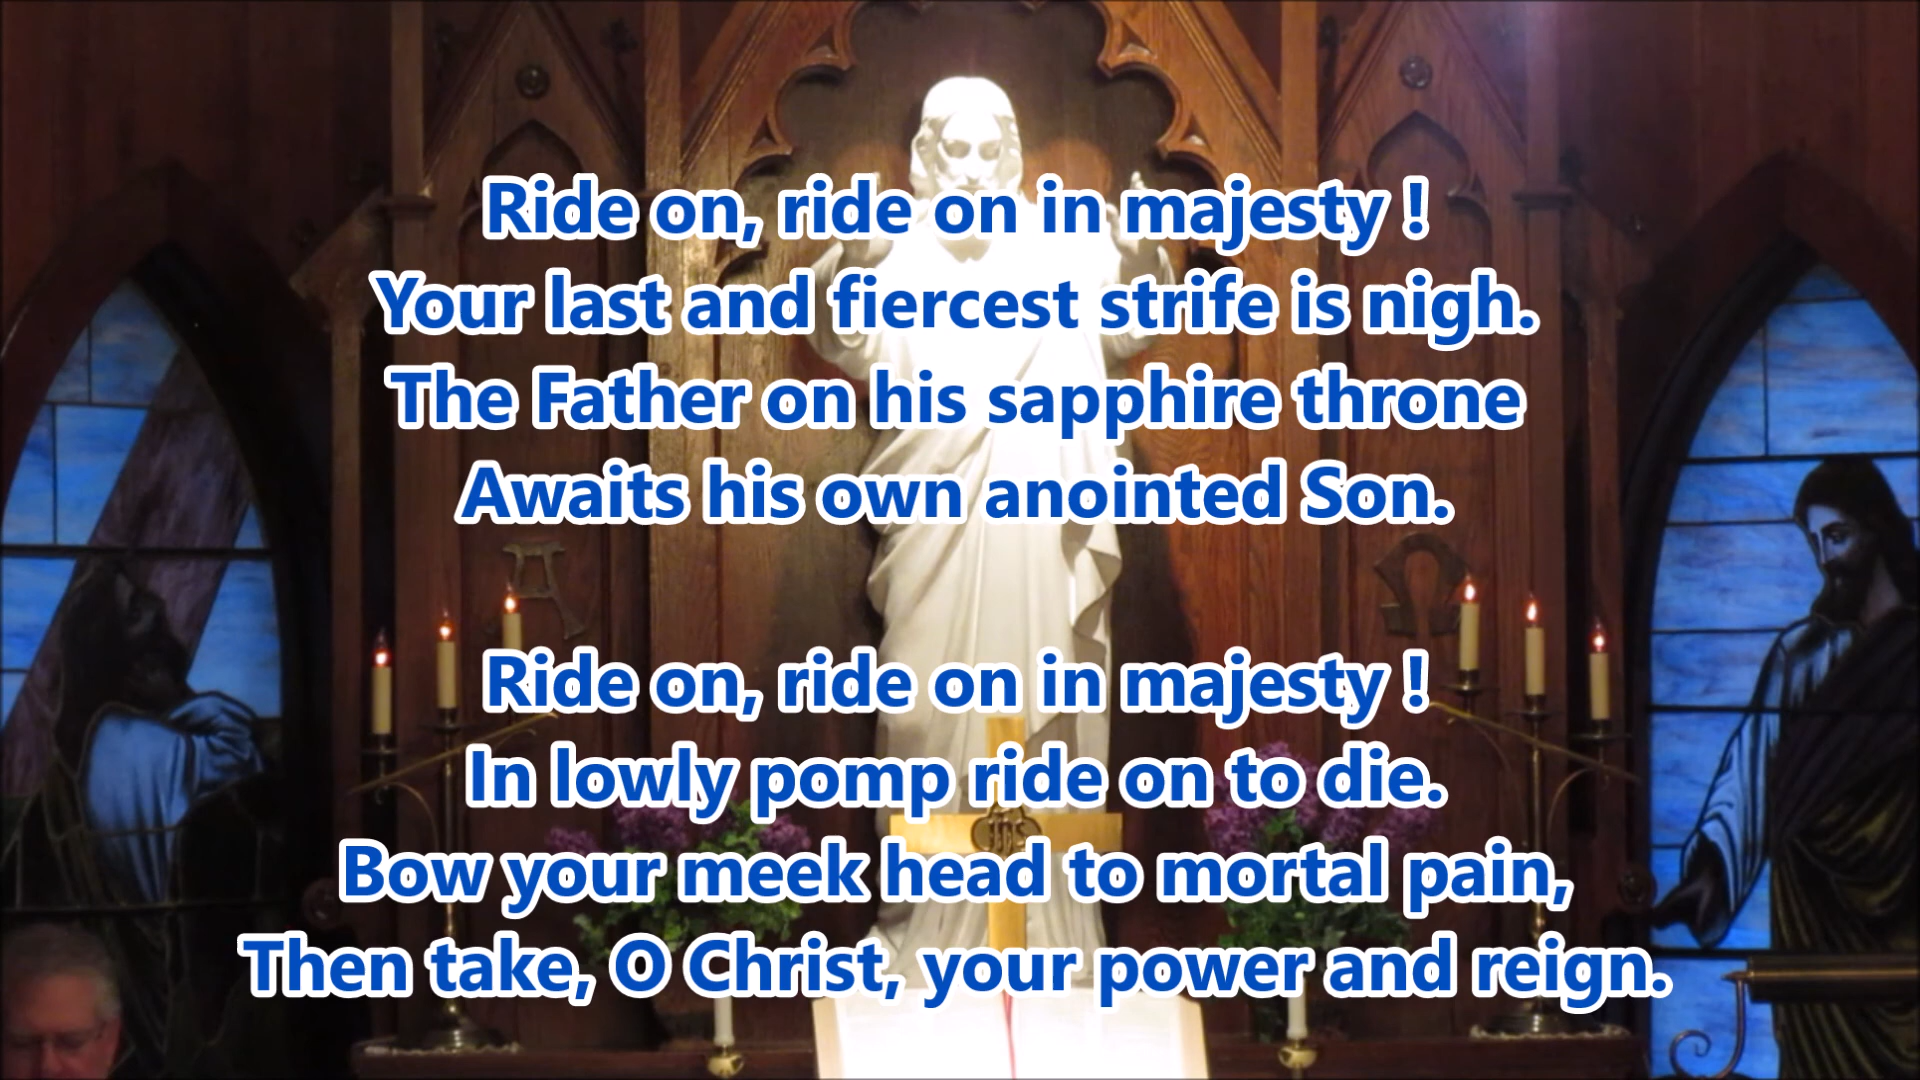 Ride on, ride on in majesty !
Your last and fiercest strife is nigh.
The Father on his sapphire throne
Awaits his own anointed Son.
Ride on, ride on in majesty !
In lowly pomp ride on to die.
Bow your meek head to mortal pain,
Then take, O Christ, your power and reign.
Α
Ω
IHS